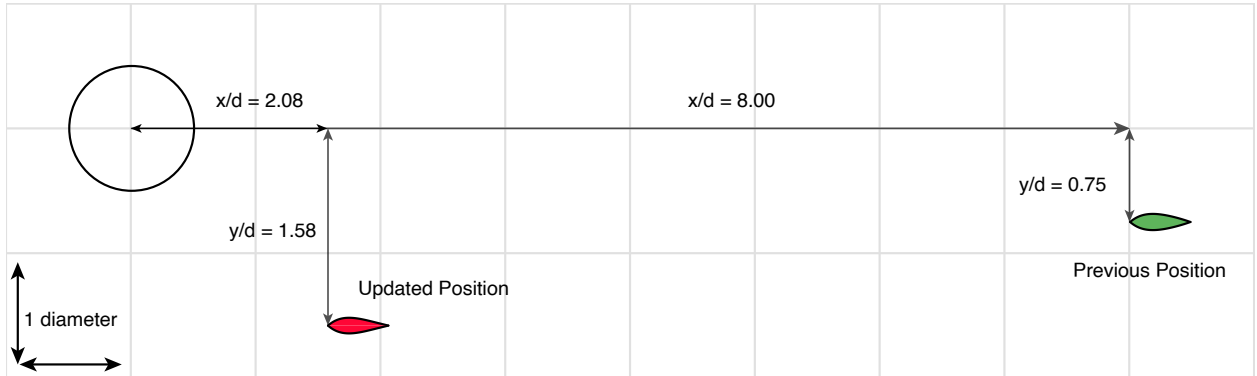 x/d = 2.08
x/d = 8.00
y/d = 0.75
y/d = 1.58
Previous Position
Updated Position
1 diameter